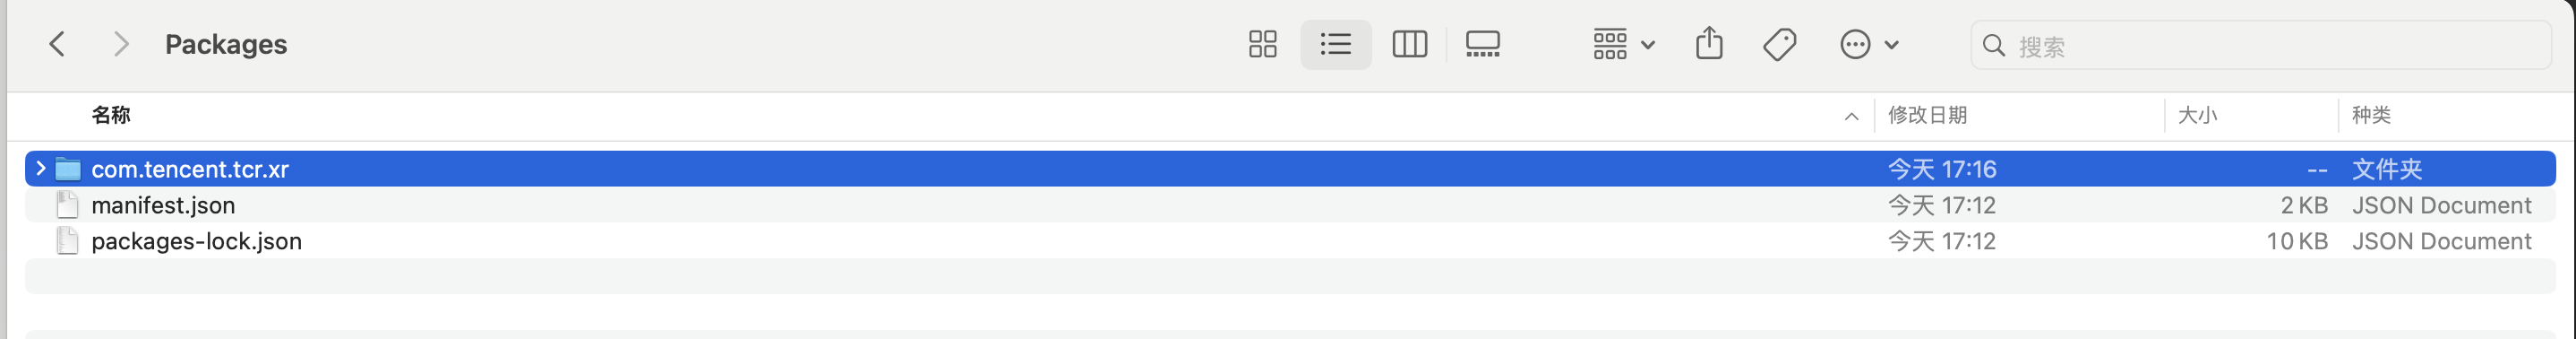 Packages
搜索
名称 修改日期 大小 种类
com.tencent.tcr.xr 今天 17:16 -- 文件夹
manifest.json 今天 17:12 2 KB JSON Document
packages-lock.json 今天 17:12 10 KB JSON Document